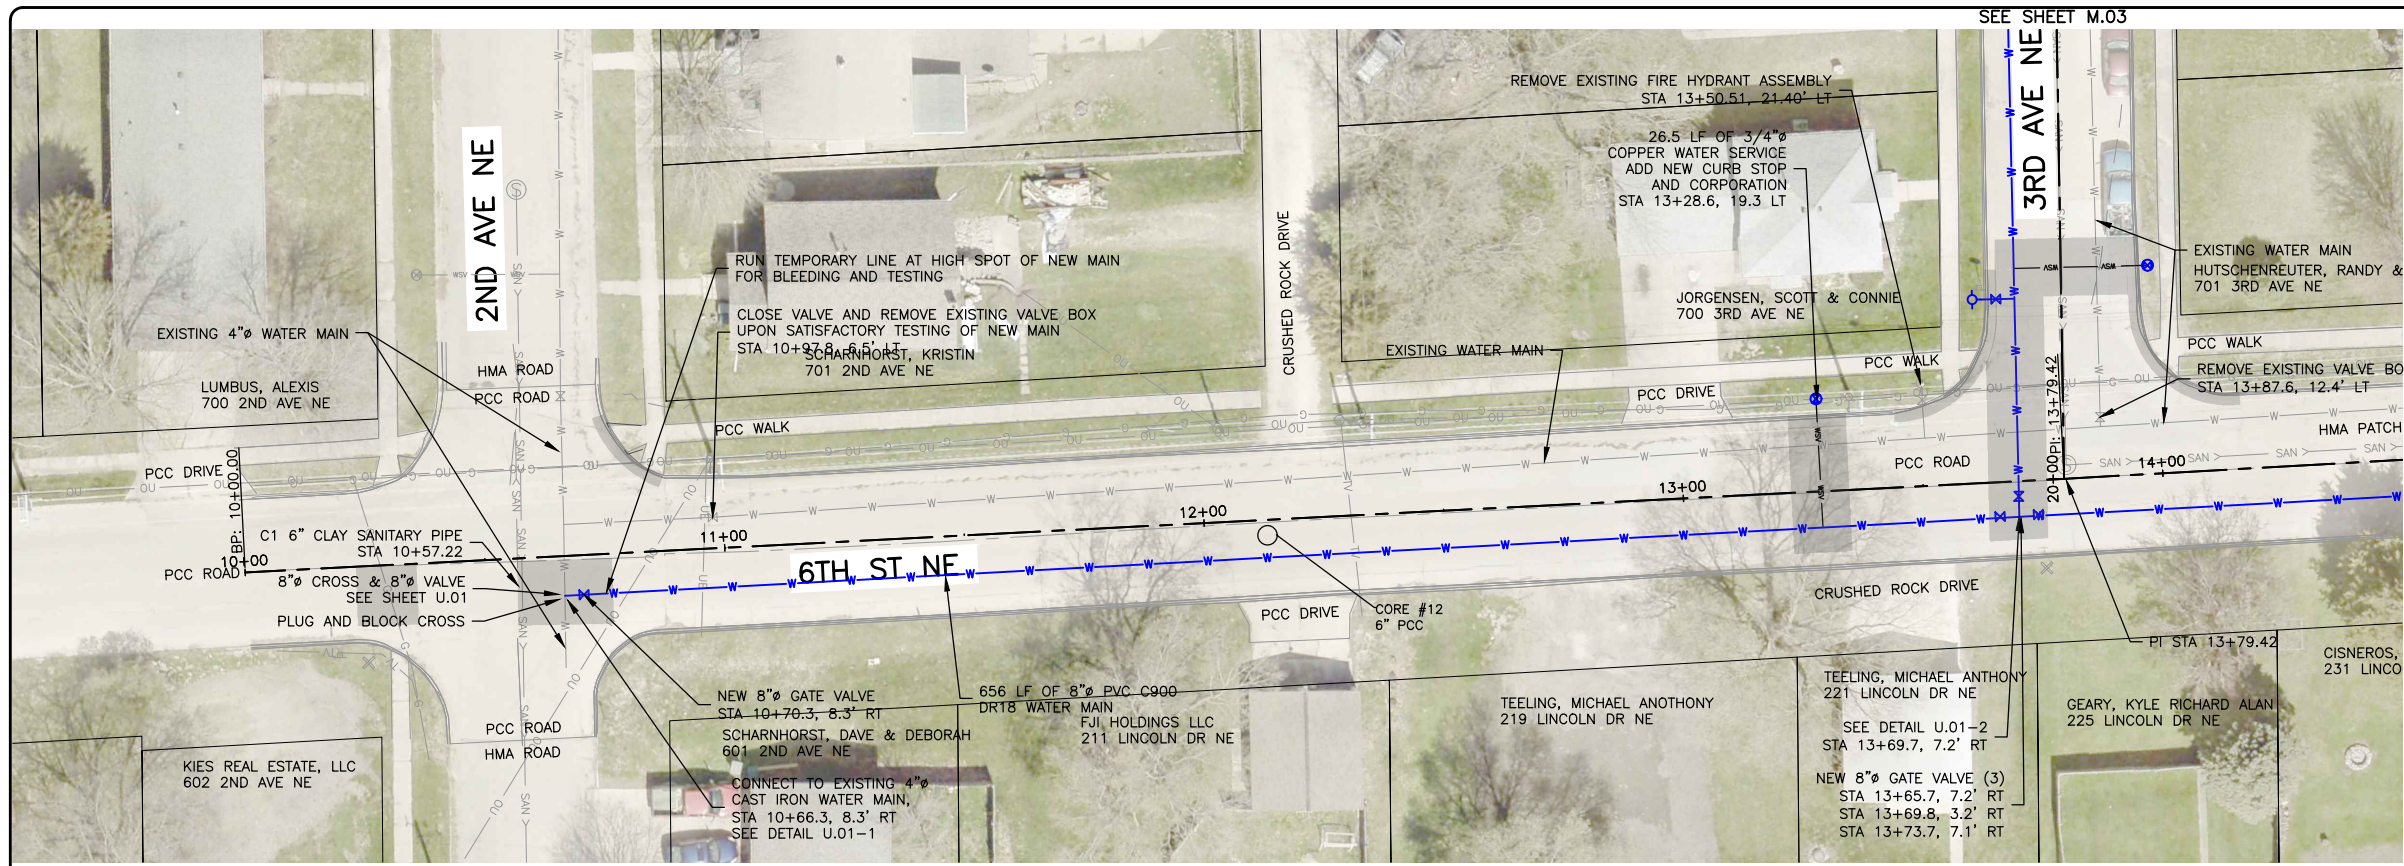 SEE SHEET M.03
2ND AVE NE
3RD AVE NE
6TH ST NE
REMOVE EXISTING FIRE HYDRANT ASSEMBLY
STA 13+50.51, 21.40' LT
26.5 LF OF 3/4"ø
COPPER WATER SERVICE
ADD NEW CURB STOP
AND CORPORATION
STA 13+28.6, 19.3 LT
RUN TEMPORARY LINE AT HIGH SPOT OF NEW MAIN
FOR BLEEDING AND TESTING
CLOSE VALVE AND REMOVE EXISTING VALVE BOX
UPON SATISFACTORY TESTING OF NEW MAIN
STA 10+97.8, 6.5' LT
SCHARNHORST, KRISTIN
701 2ND AVE NE
CRUSHED ROCK DRIVE
EXISTING 4"ø WATER MAIN
LUMBUS, ALEXIS
700 2ND AVE NE
HMA ROAD
PCC ROAD
PCC WALK
PCC DRIVE
JORGENSEN, SCOTT & CONNIE
700 3RD AVE NE
EXISTING WATER MAIN
PCC WALK
PCC DRIVE
EXISTING WATER MAIN
HUTSCHENREUTER, RANDY &
701 3RD AVE NE
PCC WALK
REMOVE EXISTING VALVE BO
STA 13+87.6, 12.4' LT
HMA PATCH
PCC ROAD
BP: 10+00.00
10+00
11+00
12+00
13+00
14+00
20+00
PI: 13+79.42
C1 6" CLAY SANITARY PIPE
STA 10+57.22
PCC ROAD
8"ø CROSS & 8"ø VALVE
SEE SHEET U.01
PLUG AND BLOCK CROSS
PCC DRIVE
CORE #12
6" PCC
CRUSHED ROCK DRIVE
PI STA 13+79.42
CISNEROS,
231 LINCO
NEW 8"ø GATE VALVE
STA 10+70.3, 8.3' RT
656 LF OF 8"ø PVC C900
DR18 WATER MAIN
FJI HOLDINGS LLC
211 LINCOLN DR NE
SCHARNHORST, DAVE & DEBORAH
601 2ND AVE NE
CONNECT TO EXISTING 4"ø
CAST IRON WATER MAIN,
STA 10+66.3, 8.3' RT
SEE DETAIL U.01-1
PCC ROAD
HMA ROAD
KIES REAL ESTATE, LLC
602 2ND AVE NE
TEELING, MICHAEL ANOTHONY
219 LINCOLN DR NE
TEELING, MICHAEL ANTHONY
221 LINCOLN DR NE
SEE DETAIL U.01-2
STA 13+69.7, 7.2' RT
NEW 8"ø GATE VALVE (3)
STA 13+65.7, 7.2' RT
STA 13+69.8, 3.2' RT
STA 13+73.7, 7.1' RT
GEARY, KYLE RICHARD ALAN
225 LINCOLN DR NE